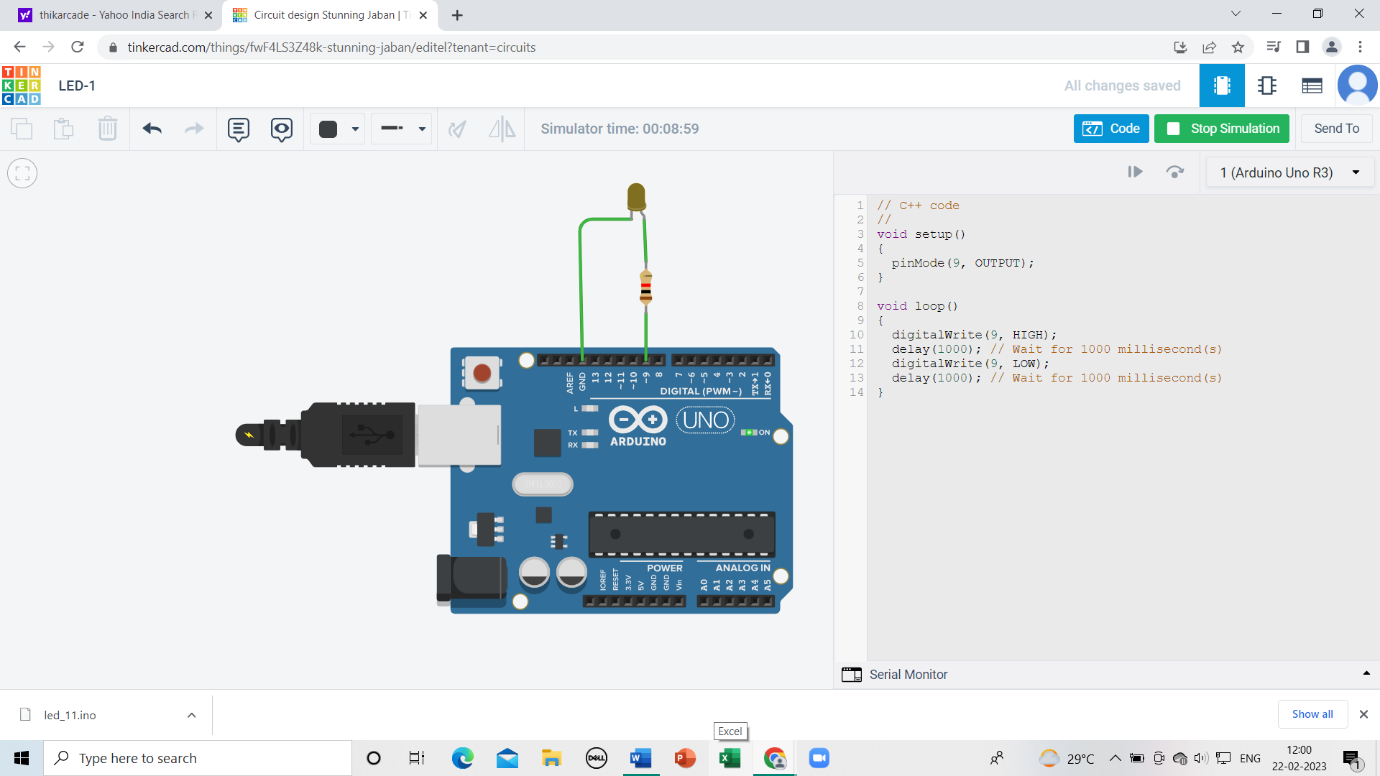 thikarcade - Yahoo India Search R
Circuit design Stunning Jaban | Ti
tinkercad.com/things/fwF4LS3Z48k-stunning-jaban/editel?tenant=circuits
TIN
KER
CAD
LED-1
All changes saved
Simulator time: 00:08:59
Code
Stop Simulation
Send To
1 (Arduino Uno R3)
1 // C++ code
2 //
3 void setup()
4 {
5 pinMode(9, OUTPUT);
6 }
7
8 void loop()
9 {
10 digitalWrite(9, HIGH);
11 delay(1000); // Wait for 1000 millisecond(s)
12 digitalWrite(9, LOW);
13 delay(1000); // Wait for 1000 millisecond(s)
14 }
AREF
GND
13
12
~11
~10
~9
8
7
~6
~5
4
~3
2
TX→1
RX←0
DIGITAL (PWM~)
L
TX
RX
ARDUINO
UNO
ON
POWER
ANALOG IN
IOREF
RESET
3.3V
5V
GND
GND
Vin
A0
A1
A2
A3
A4
A5
Serial Monitor
led_11.ino
Show all
Excel
Type here to search
DELL
29°C
ENG
12:00
22-02-2023
1